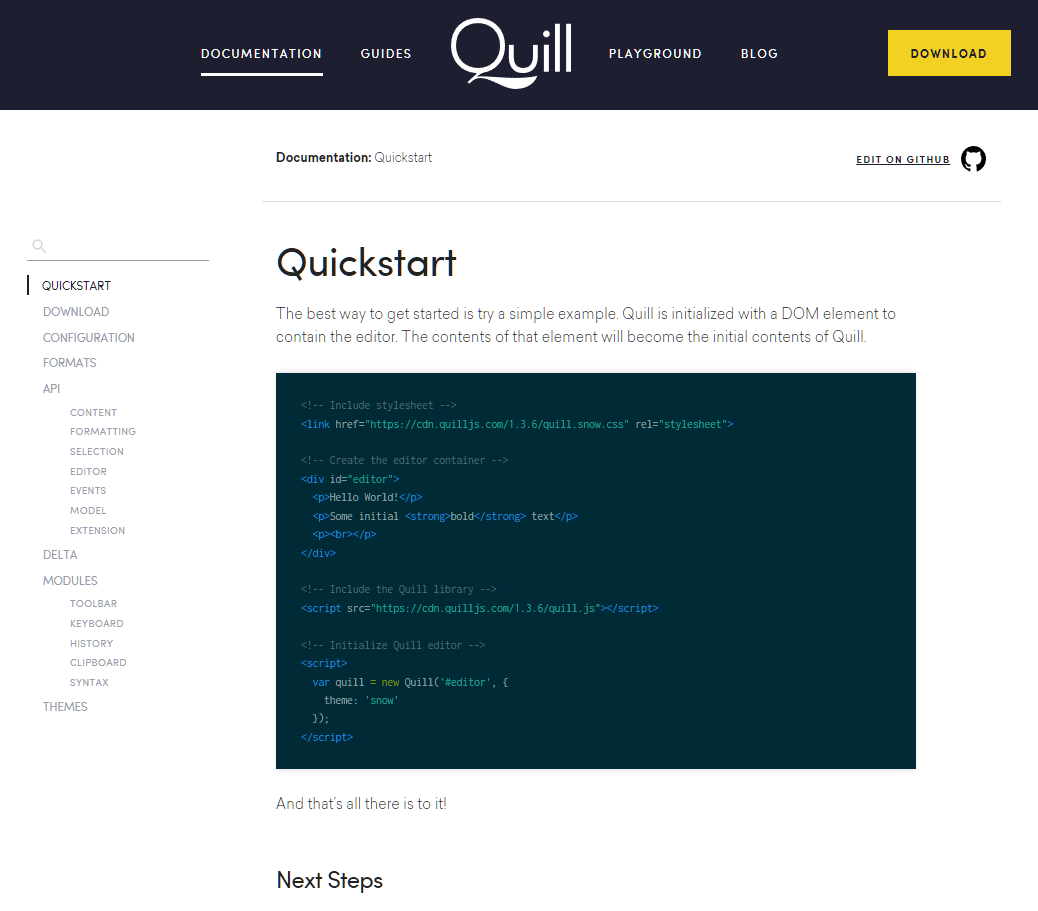 DOCUMENTATION GUIDES Quill PLAYGROUND BLOG DOWNLOAD
Documentation: Quickstart
EDIT ON GITHUB
QUICKSTART
DOWNLOAD
CONFIGURATION
FORMATS
API
CONTENT
FORMATTING
SELECTION
EDITOR
EVENTS
MODEL
EXTENSION
DELTA
MODULES
TOOLBAR
KEYBOARD
HISTORY
CLIPBOARD
SYNTAX
THEMES
Quickstart
The best way to get started is try a simple example. Quill is initialized with a DOM element to
contain the editor. The contents of that element will become the initial contents of Quill.
<!-- Include stylesheet -->
<link href="https://cdn.quilljs.com/1.3.6/quill.snow.css" rel="stylesheet">
<!-- Create the editor container -->
<div id="editor">
  <p>Hello World!</p>
  <p>Some initial <strong>bold</strong> text</p>
  <p><br></p>
</div>
<!-- Include the Quill library -->
<script src="https://cdn.quilljs.com/1.3.6/quill.js"></script>
<!-- Initialize Quill editor -->
<script>
  var quill = new Quill('#editor', {
    theme: 'snow'
  });
</script>
And that's all there is to it!
Next Steps